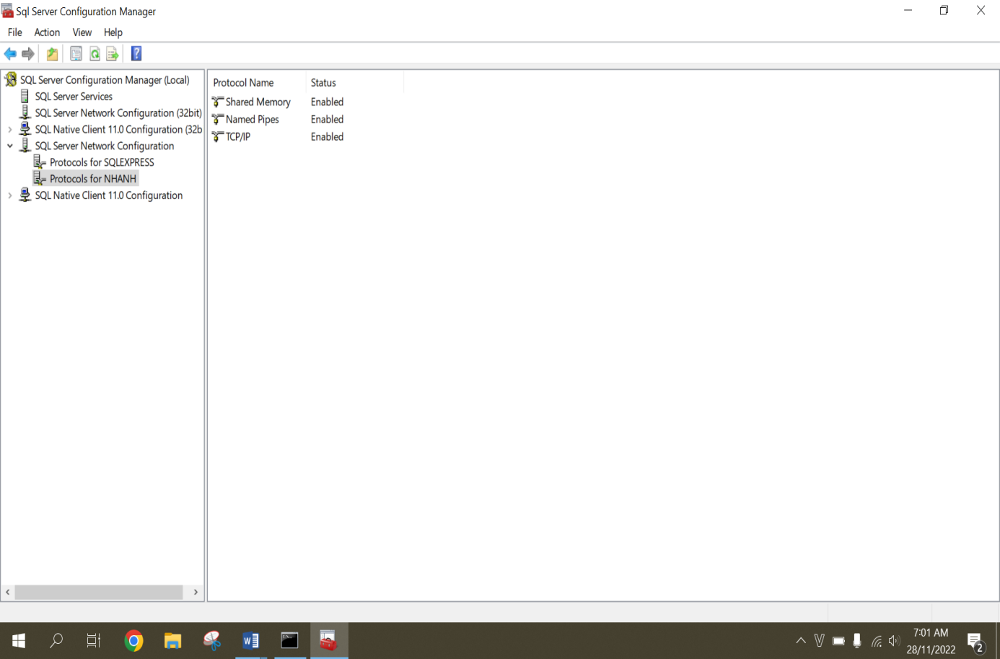 Sql Server Configuration Manager
File Action View Help
SQL Server Configuration Manager (Local)
SQL Server Services
SQL Server Network Configuration (32bit)
SQL Native Client 11.0 Configuration (32b
SQL Server Network Configuration
Protocols for SQLEXPRESS
Protocols for NHANH
SQL Native Client 11.0 Configuration
Protocol Name Status
Shared Memory Enabled
Named Pipes Enabled
TCP/IP Enabled
7:01 AM
28/11/2022
2